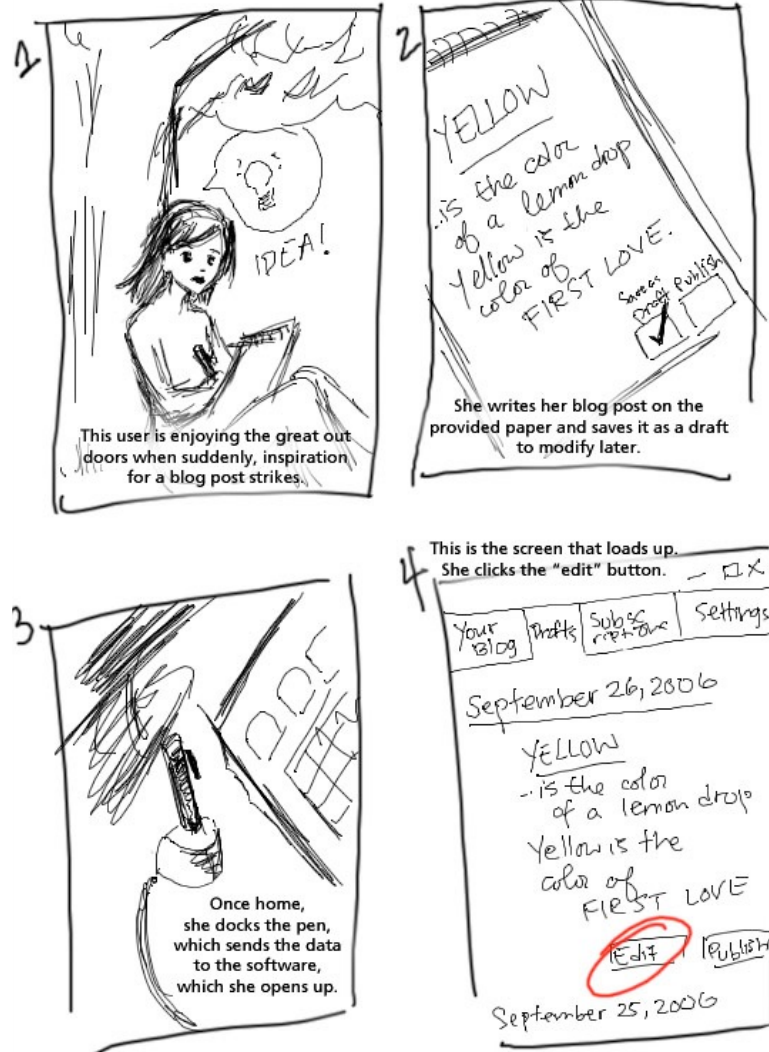 1
IDEA!
This user is enjoying the great out
doors when suddenly, inspiration
for a blog post strikes.
2
YELLOW
...is the color
of a lemon drop
Yellow is the
color of
FIRST LOVE.
Save as
Draft
Publish
She writes her blog post on the
provided paper and saves it as a draft
to modify later.
3
Once home,
she docks the pen,
which sends the data
to the software,
which she opens up.
4
This is the screen that loads up.
She clicks the “edit” button.
Your
Blog
Drafts
Subsc
riptions
Settings
September 26, 2006
YELLOW
...is the color
of a lemon drop
Yellow is the
color of
FIRST LOVE
Edit
Publish
September 25, 2006